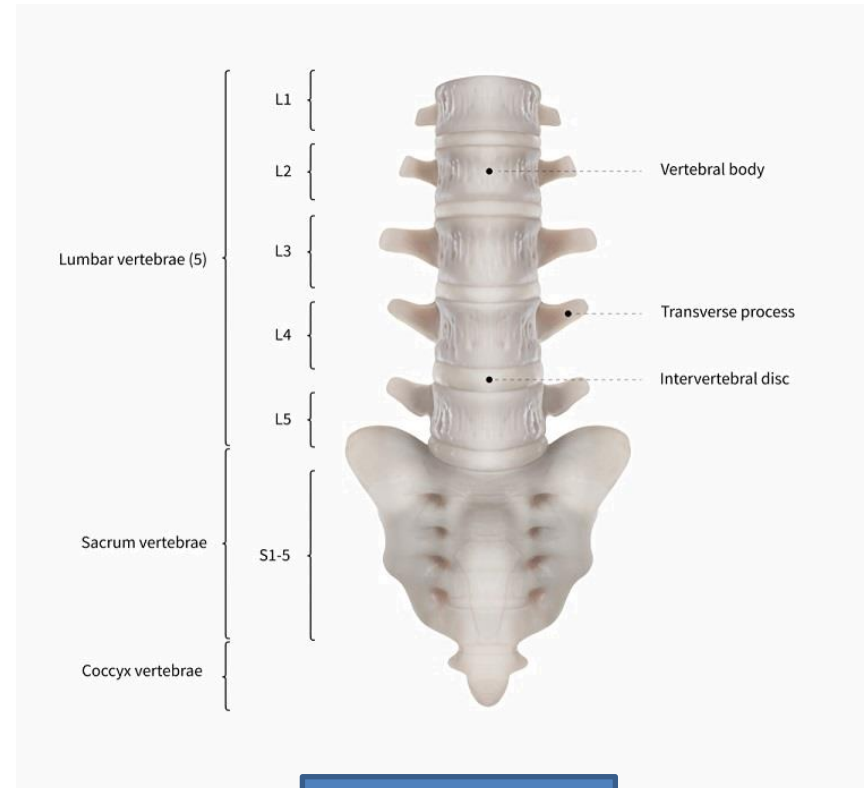 L1
L2
Vertebral body
L3
Lumbar vertebrae (5)
Transverse process
L4
Intervertebral disc
L5
Sacrum vertebrae
S1-5
Coccyx vertebrae